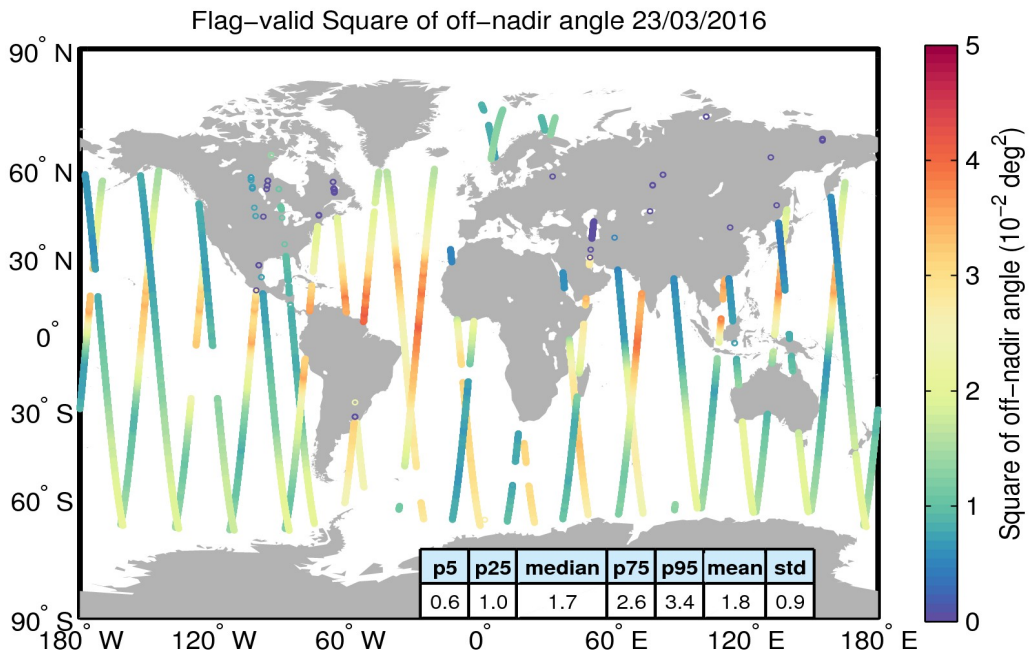 Flag−valid Square of off−nadir angle 23/03/2016
90° N
60° N
30° N
0°
30° S
60° S
90° S
180° W
120° W
60° W
0°
60° E
120° E
180° E
p5 p25 median p75 p95 mean std
0.6 1.0 1.7 2.6 3.4 1.8 0.9
5
4
3
2
1
0
Square of off−nadir angle (10⁻² deg²)